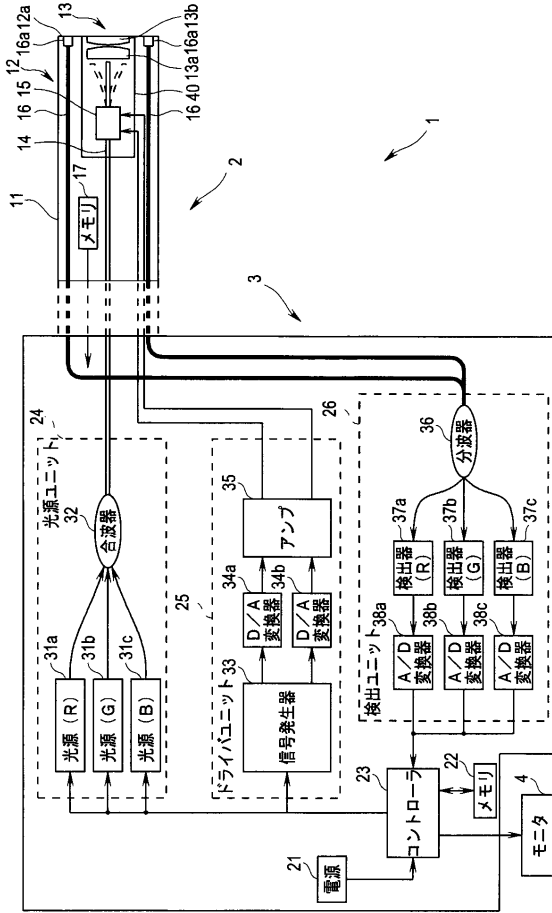 13
16a 12a
16a 13b
12
13a
15
40
16
16
14
17
メモリ
11
2
1
3
24
光源ユニット
32
合波器
31a
31b
31c
光源(R)
光源(G)
光源(B)
25
ドライバユニット
35
アンプ
34a
34b
D/A
変換器
D/A
変換器
33
信号発生器
26
検出ユニット
36
分波器
37a
37b
37c
検出器
(R)
検出器
(G)
検出器
(B)
38a
38b
38c
A/D
変換器
A/D
変換器
A/D
変換器
23
コントローラ
22
メモリ
21
電源
4
モニタ